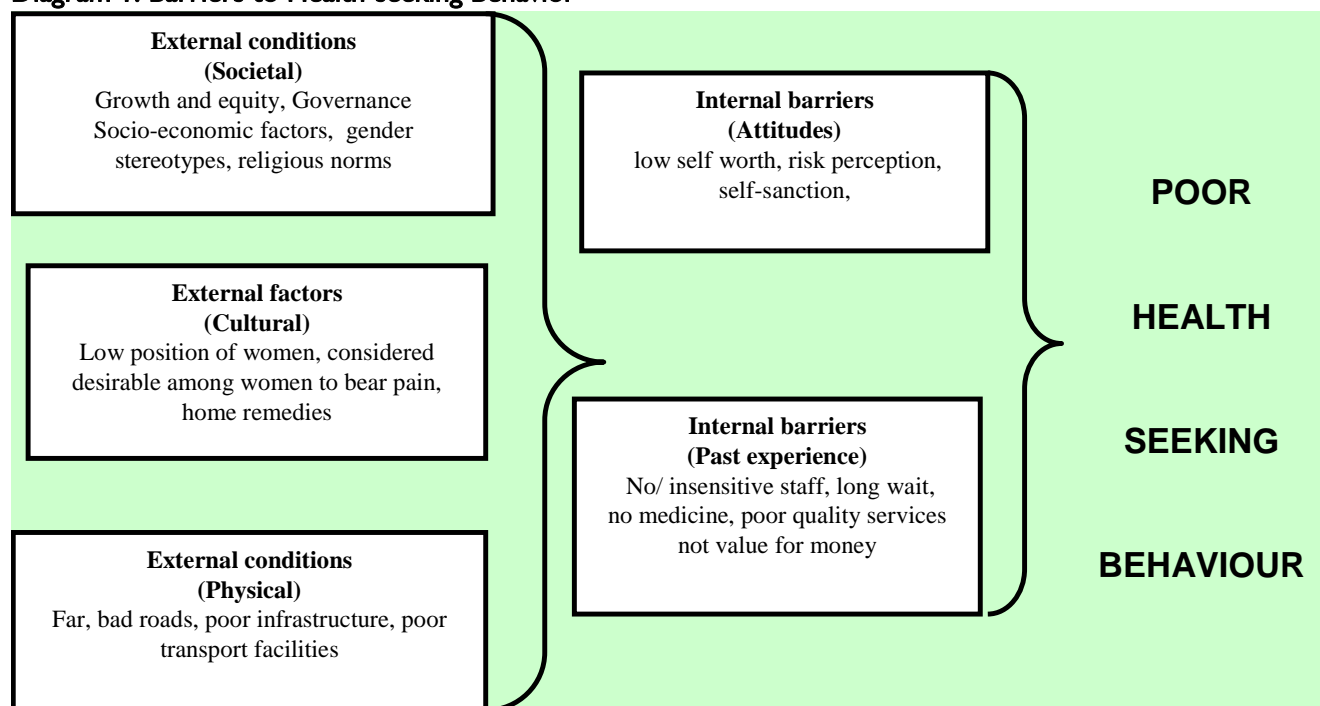 External conditions
(Societal)
Growth and equity, Governance
Socio-economic factors, gender
stereotypes, religious norms
External factors
(Cultural)
Low position of women, considered
desirable among women to bear pain,
home remedies
External conditions
(Physical)
Far, bad roads, poor infrastructure, poor
transport facilities
Internal barriers
(Attitudes)
low self worth, risk perception,
self-sanction,
Internal barriers
(Past experience)
No/ insensitive staff, long wait,
no medicine, poor quality services
not value for money
POOR
HEALTH
SEEKING
BEHAVIOUR